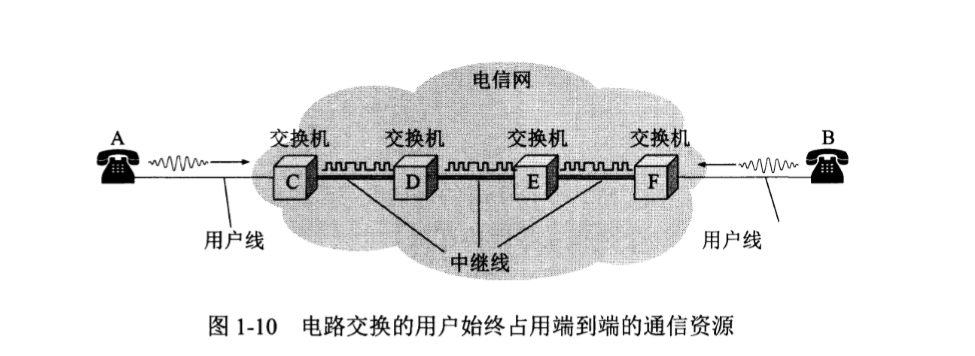 电信网
A
交换机
交换机
交换机
交换机
B
C
D
E
F
用户线
中继线
用户线
图 1-10 电路交换的用户始终占用端到端的通信资源